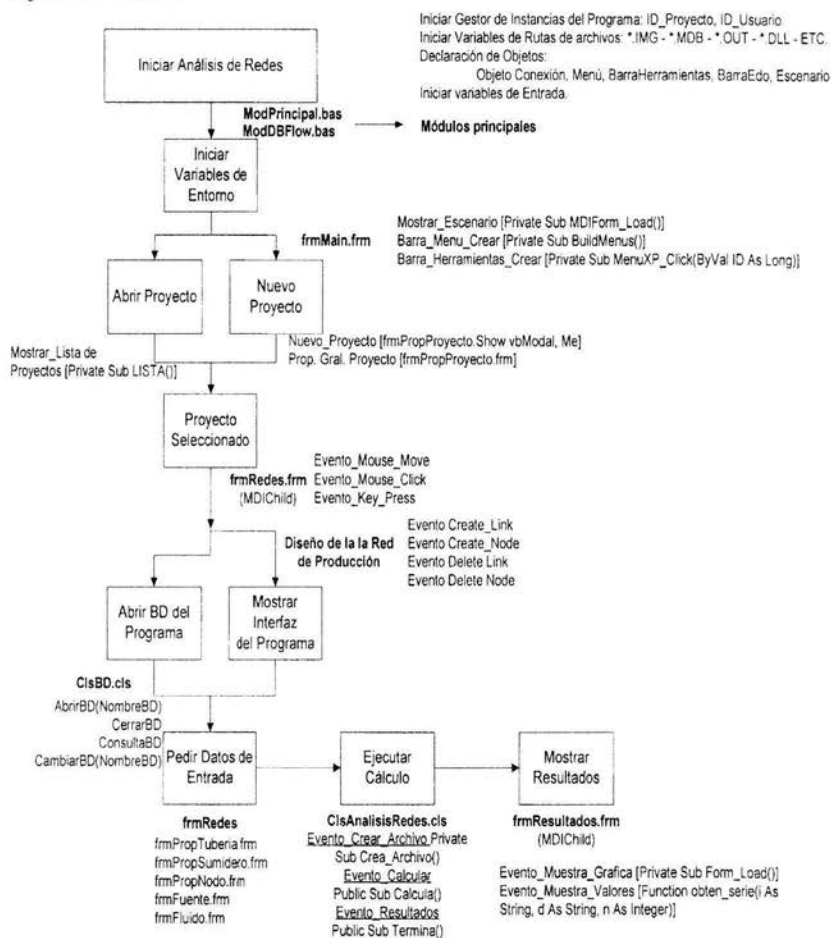 Iniciar Gestor de Instancias del Programa: ID_Proyecto, ID_Usuario
Iniciar Variables de Rutas de archivos: *.IMG - *.MDB - *.OUT - *.DLL - ETC.
Declaración de Objetos:
Objeto Conexión, Menú, BarraHerramientas, BarraEdo, Escenario
Iniciar variables de Entrada.
Iniciar Análisis de Redes
ModPrincipal.bas
ModDBFlow.bas
Módulos principales
Iniciar
Variables de
Entorno
frmMain.frm
Mostrar_Escenario [Private Sub MDIForm_Load()]
Barra_Menu_Crear [Private Sub BuildMenus()]
Barra_Herramientas_Crear [Private Sub MenuXP_Click(ByVal ID As Long)]
Abrir Proyecto
Nuevo
Proyecto
Mostrar_Lista de
Proyectos [Private Sub LISTA()]
Nuevo_Proyecto [frmPropProyecto.Show vbModal, Me]
Prop. Gral. Proyecto [frmPropProyecto.frm]
Proyecto
Seleccionado
frmRedes.frm
(MDIChild)
Evento_Mouse_Move
Evento_Mouse_Click
Evento_Key_Press
Diseño de la la Red
de Producción
Evento Create_Link
Evento Create_Node
Evento Delete Link
Evento Delete Node
Abrir BD del
Programa
Mostrar
Interfaz
del Programa
ClsBD.cls
AbrirBD(NombreBD)
CerrarBD
ConsultaBD
CambiarBD(NombreBD)
Pedir Datos de
Entrada
Ejecutar
Cálculo
Mostrar
Resultados
frmRedes
frmPropTuberia.frm
frmPropSumidero.frm
frmPropNodo.frm
frmFuente.frm
frmFluido.frm
ClsAnalisisRedes.cls
Evento_Crear_Archivo Private
Sub Crea_Archivo()
Evento_Calcular
Public Sub Calcula()
Evento_Resultados
Public Sub Termina()
frmResultados.frm
(MDIChild)
Evento_Muestra_Grafica [Private Sub Form_Load()]
Evento_Muestra_Valores [Function obten_serie(i As
String, d As String, n As Integer)]